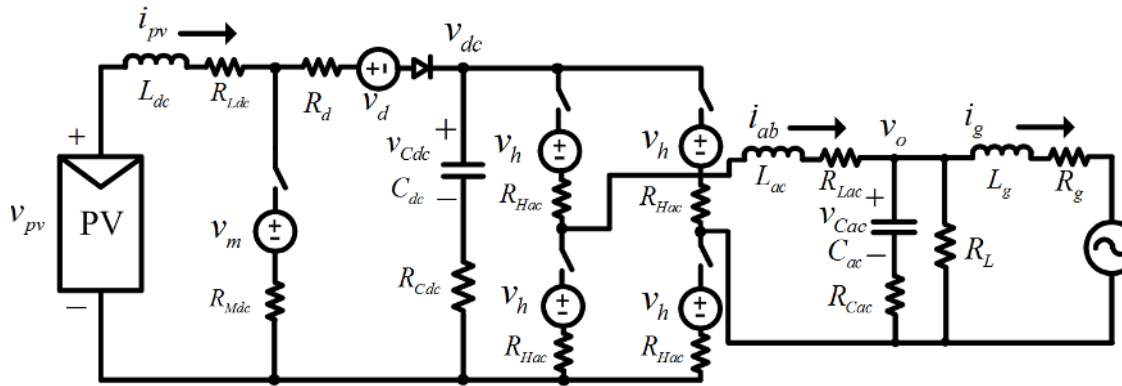 i_pv
L_dc
R_Ldc
R_d
+ -
v_d
v_dc
+
v_Cdc
C_dc
-
R_Cdc
+
v_pv
PV
-
v_m
+ -
R_Mdc
v_h
+ -
R_Hac
v_h
+ -
R_Hac
v_h
+ -
R_Hac
v_h
+ -
R_Hac
i_ab
L_ac
R_Lac
v_o
+
v_Cac
C_ac -
R_Cac
R_L
i_g
L_g
R_g